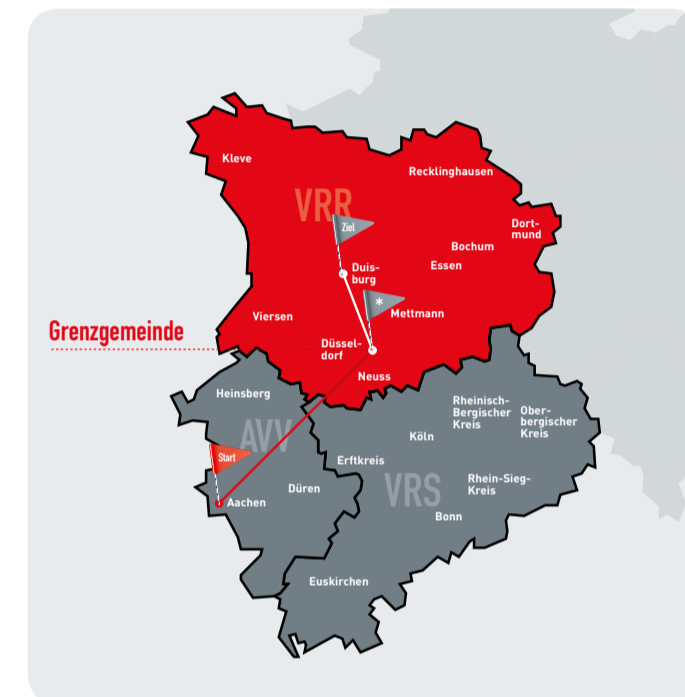 Kleve
Recklinghausen
VRR
Ziel
Dort-
mund
Bochum
Essen
Duis-
burg
*
Mettmann
Viersen
Grenzgemeinde
Düssel-
dorf
Neuss
Heinsberg
Rheinisch-
Bergischer
Kreis
Ober-
bergischer
Kreis
AVV
Köln
Start
Erftkreis
Düren
VRS
Rhein-Sieg-
Kreis
Aachen
Bonn
Euskirchen